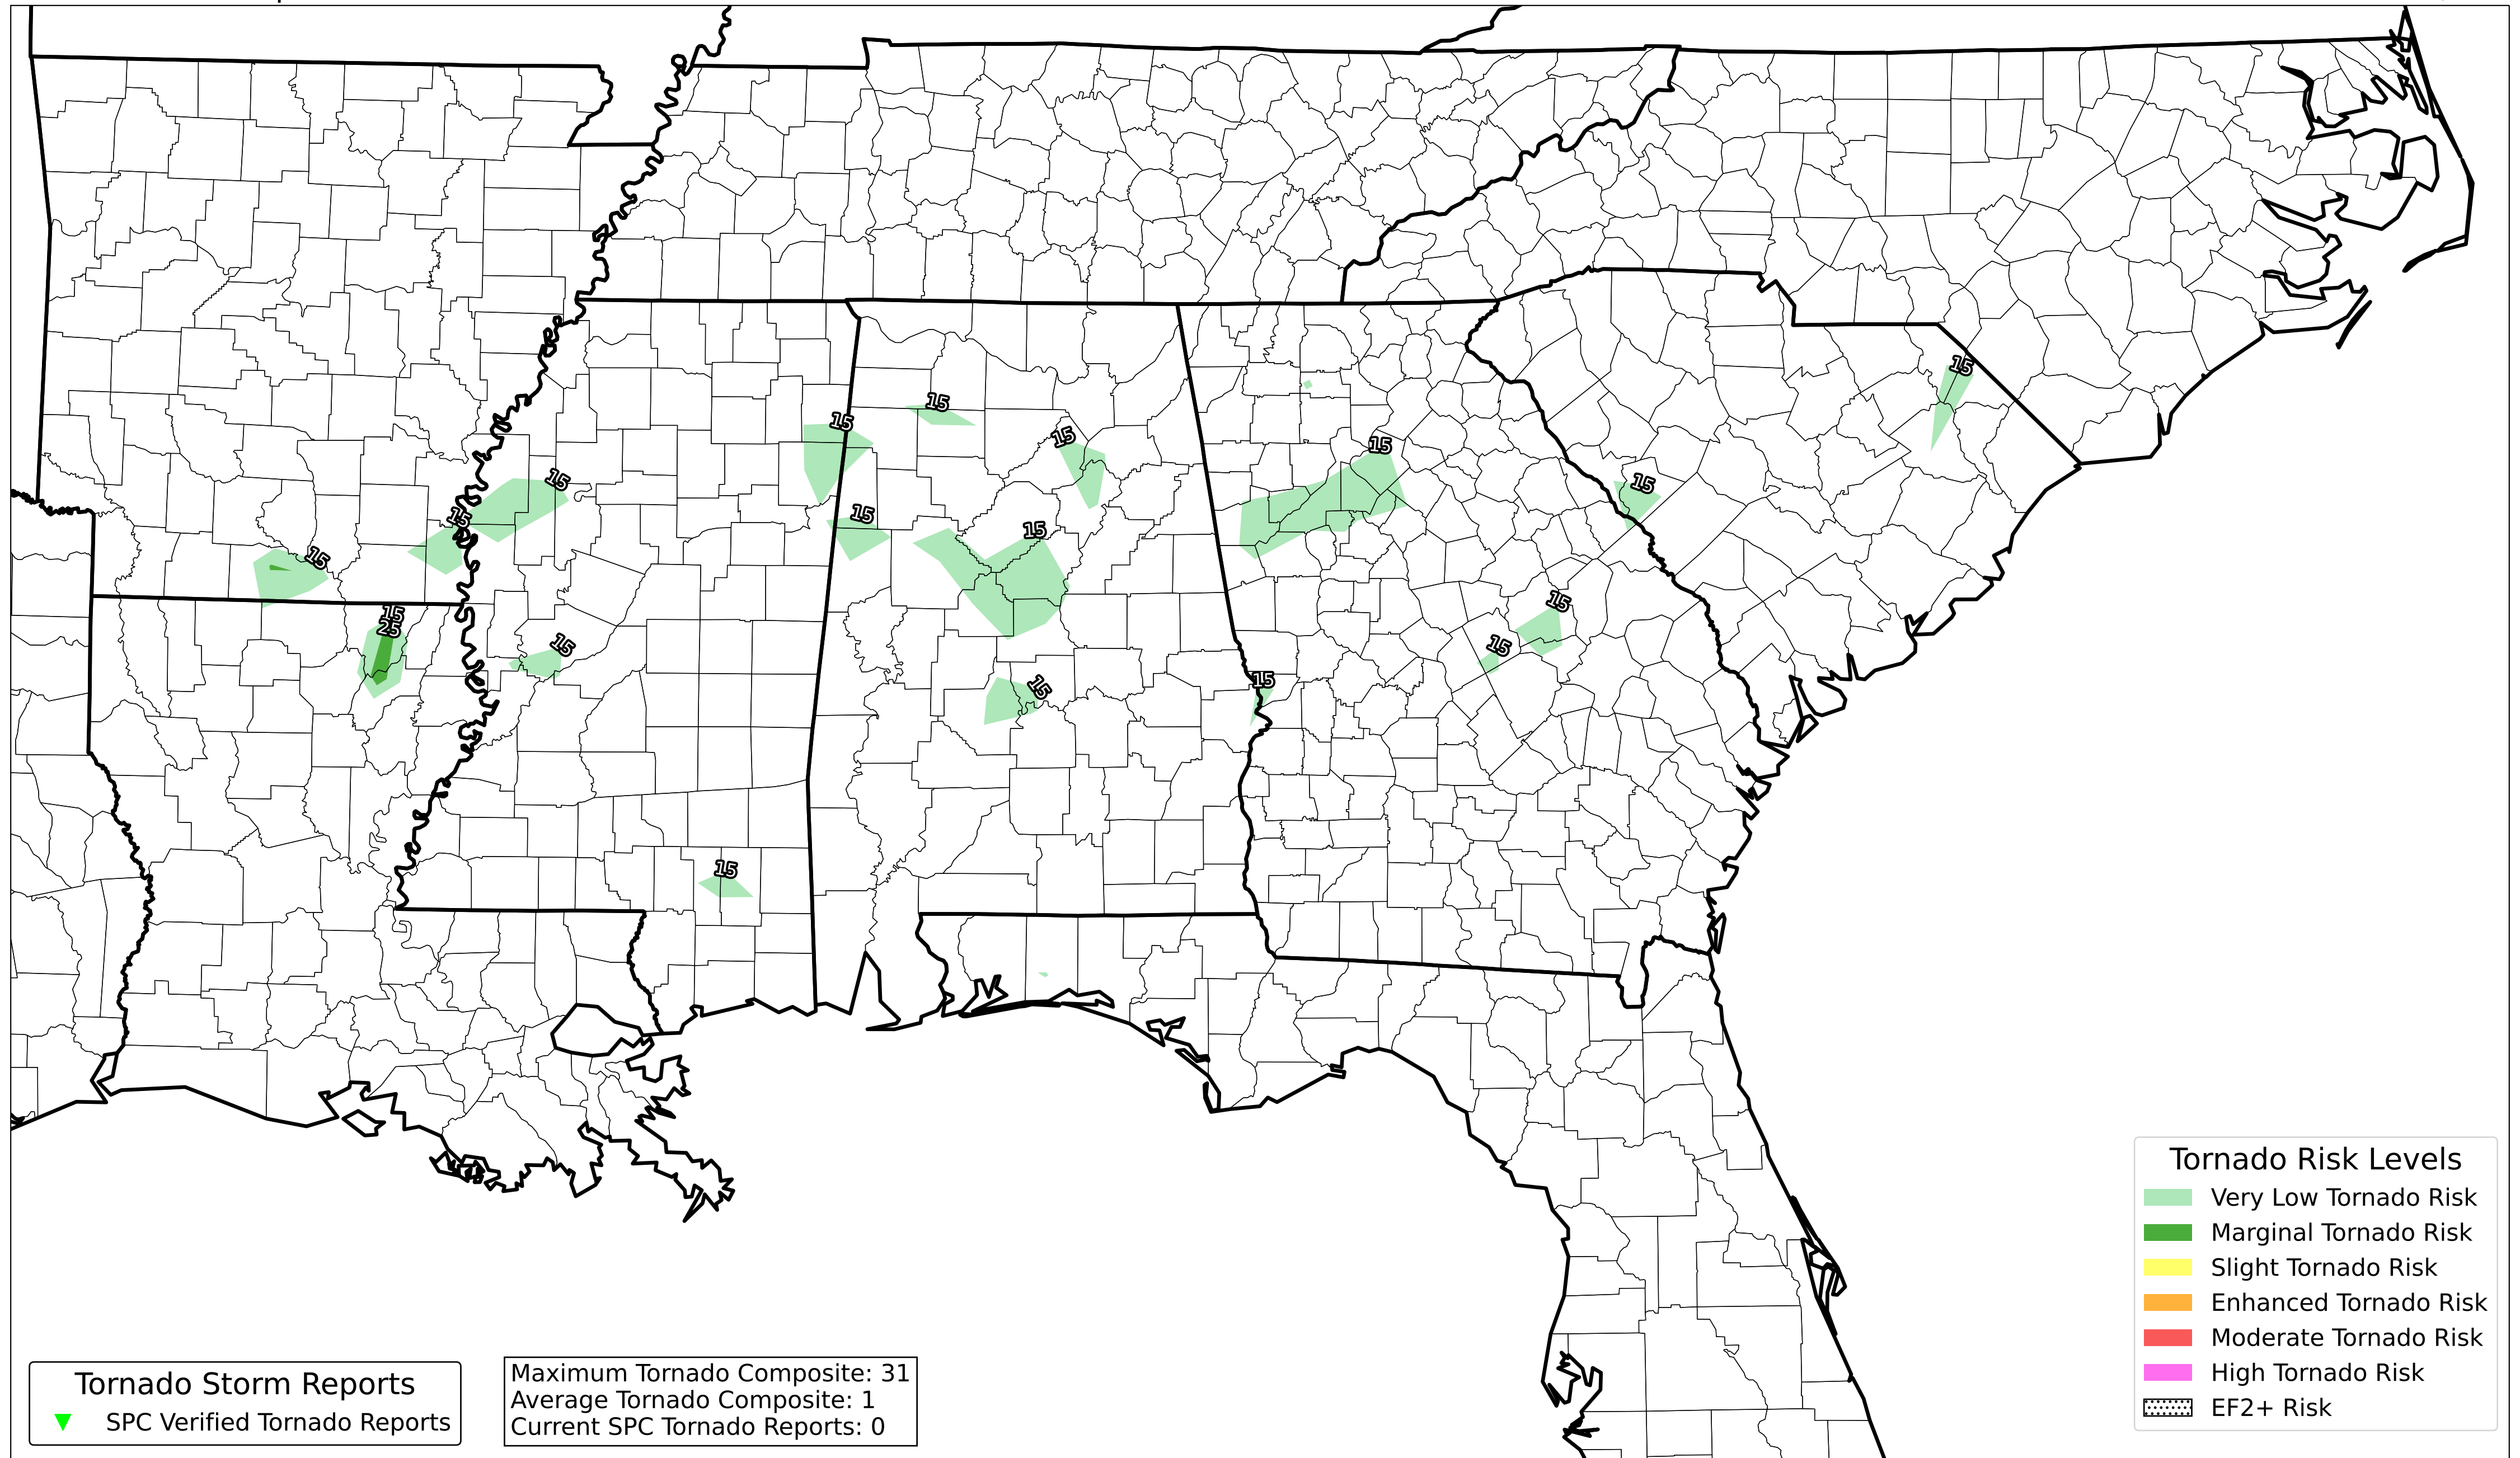 15
15
15
15
15
15
15
15
15
15
15
15
15
25
15
15
15
15
15
15
Tornado Risk Levels
Very Low Tornado Risk
Marginal Tornado Risk
Slight Tornado Risk
Enhanced Tornado Risk
Moderate Tornado Risk
High Tornado Risk
EF2+ Risk
Tornado Storm Reports
SPC Verified Tornado Reports
Maximum Tornado Composite: 31
Average Tornado Composite: 1
Current SPC Tornado Reports: 0